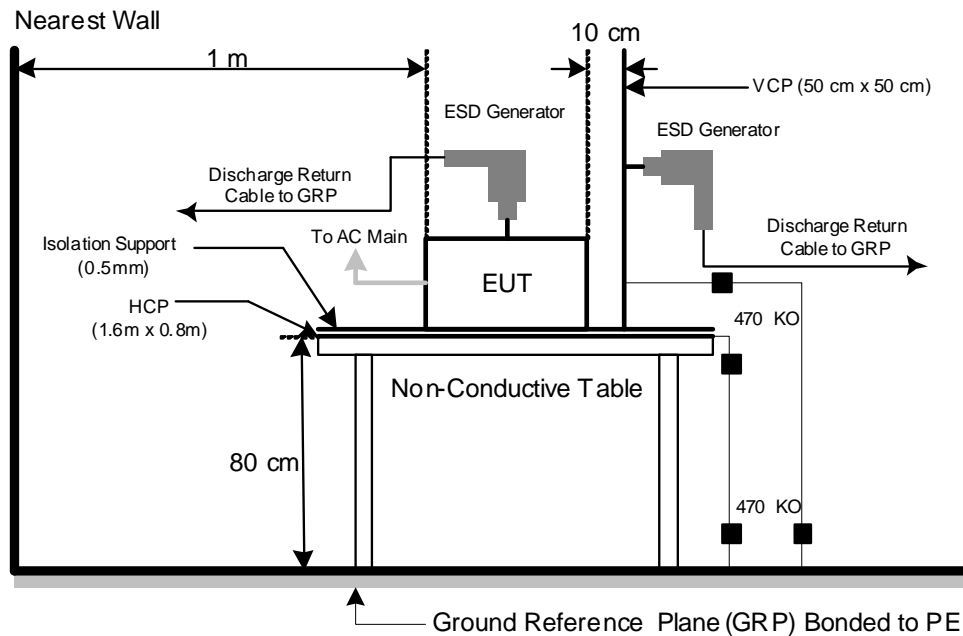 Nearest Wall
10 cm
1 m
VCP (50 cm x 50 cm)
ESD Generator
ESD Generator
Discharge Return
Cable to GRP
Discharge Return
Cable to GRP
To AC Main
Isolation Support
(0.5mm)
EUT
HCP
(1.6m x 0.8m)
470 KO
Non-Conductive Table
80 cm
470 KO
Ground Reference Plane (GRP) Bonded to PE